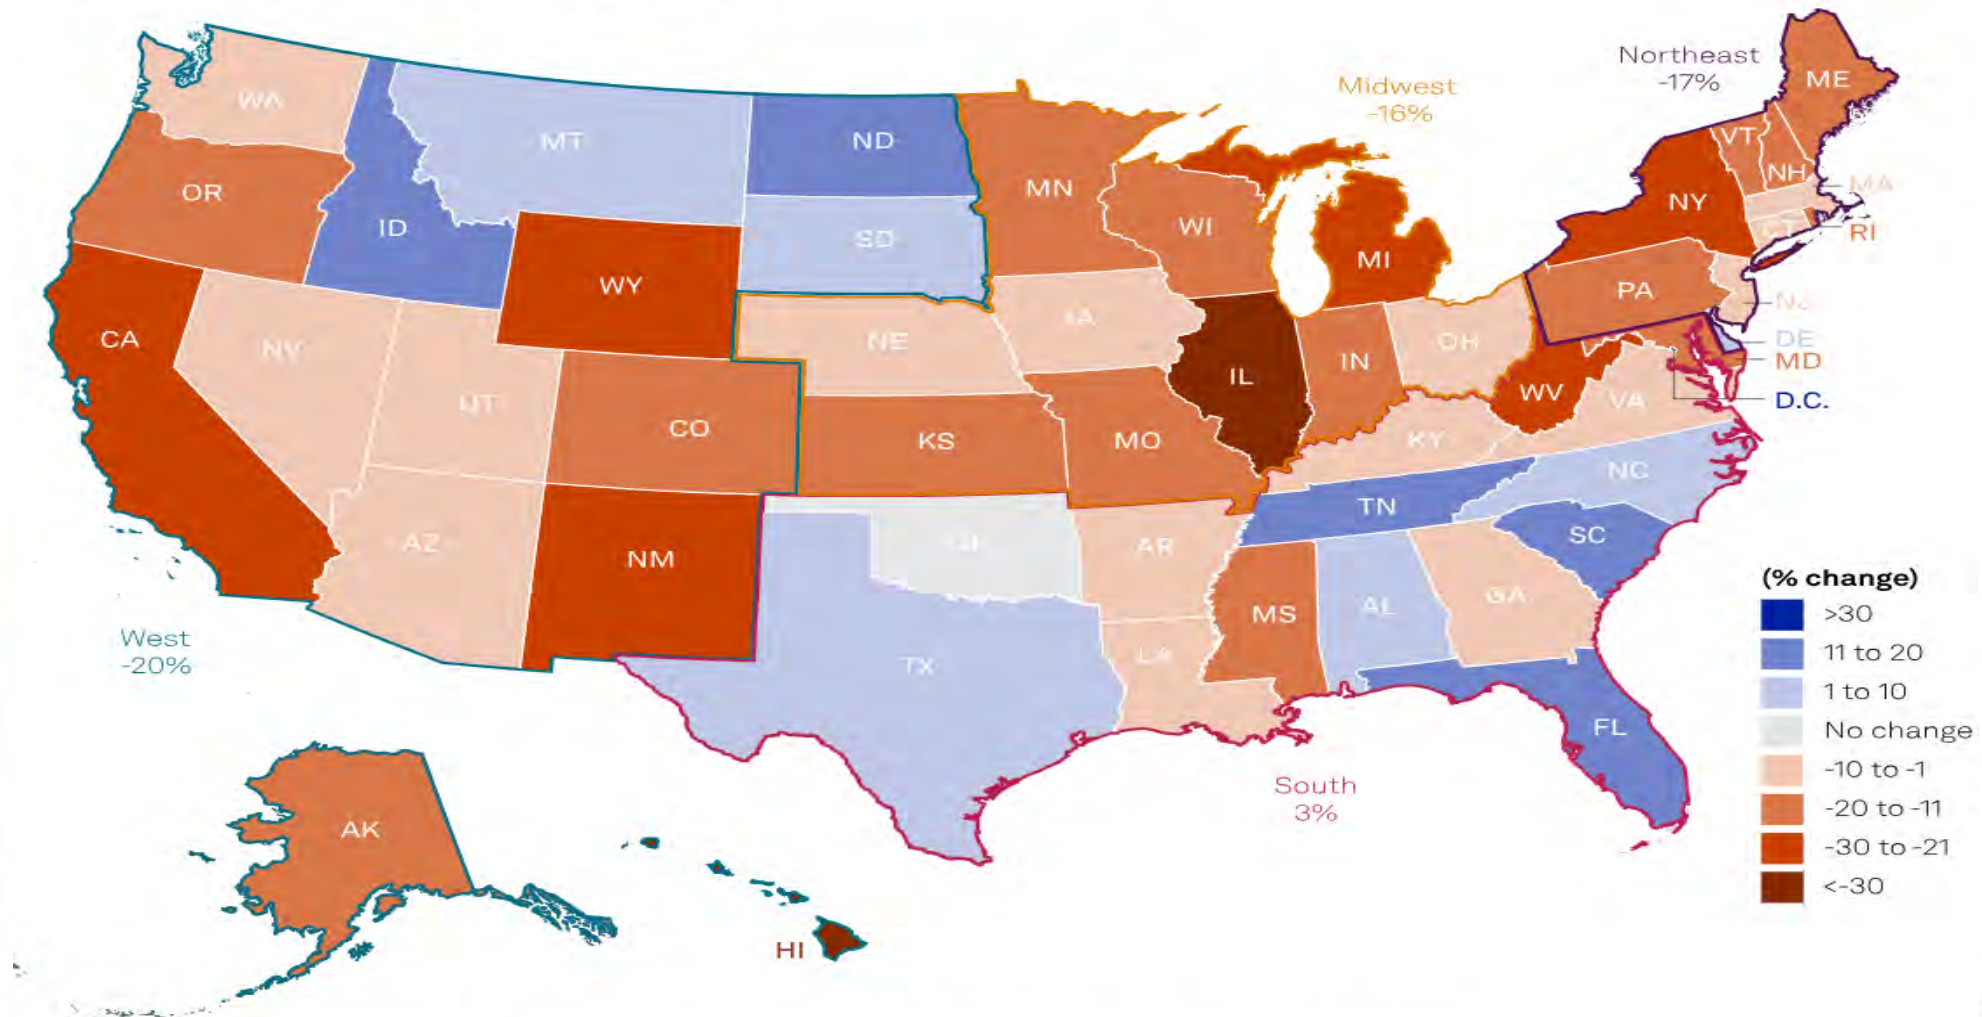 Northeast
-17%
ME
Midwest
-16%
WA
MT
ND
MN
VT
NH
MA
OR
ID
SD
WI
NY
RI
WY
MI
PA
NJ
CA
NV
NE
IA
OH
DE
IL
IN
MD
UT
WV
VA
D.C.
CO
KS
MO
KY
NC
AZ
NM
AR
TN
SC
(% change)
>30
11 to 20
1 to 10
No change
-10 to -1
-20 to -11
-30 to -21
<-30
MS
AL
GA
West
-20%
TX
LA
FL
South
3%
AK
HI